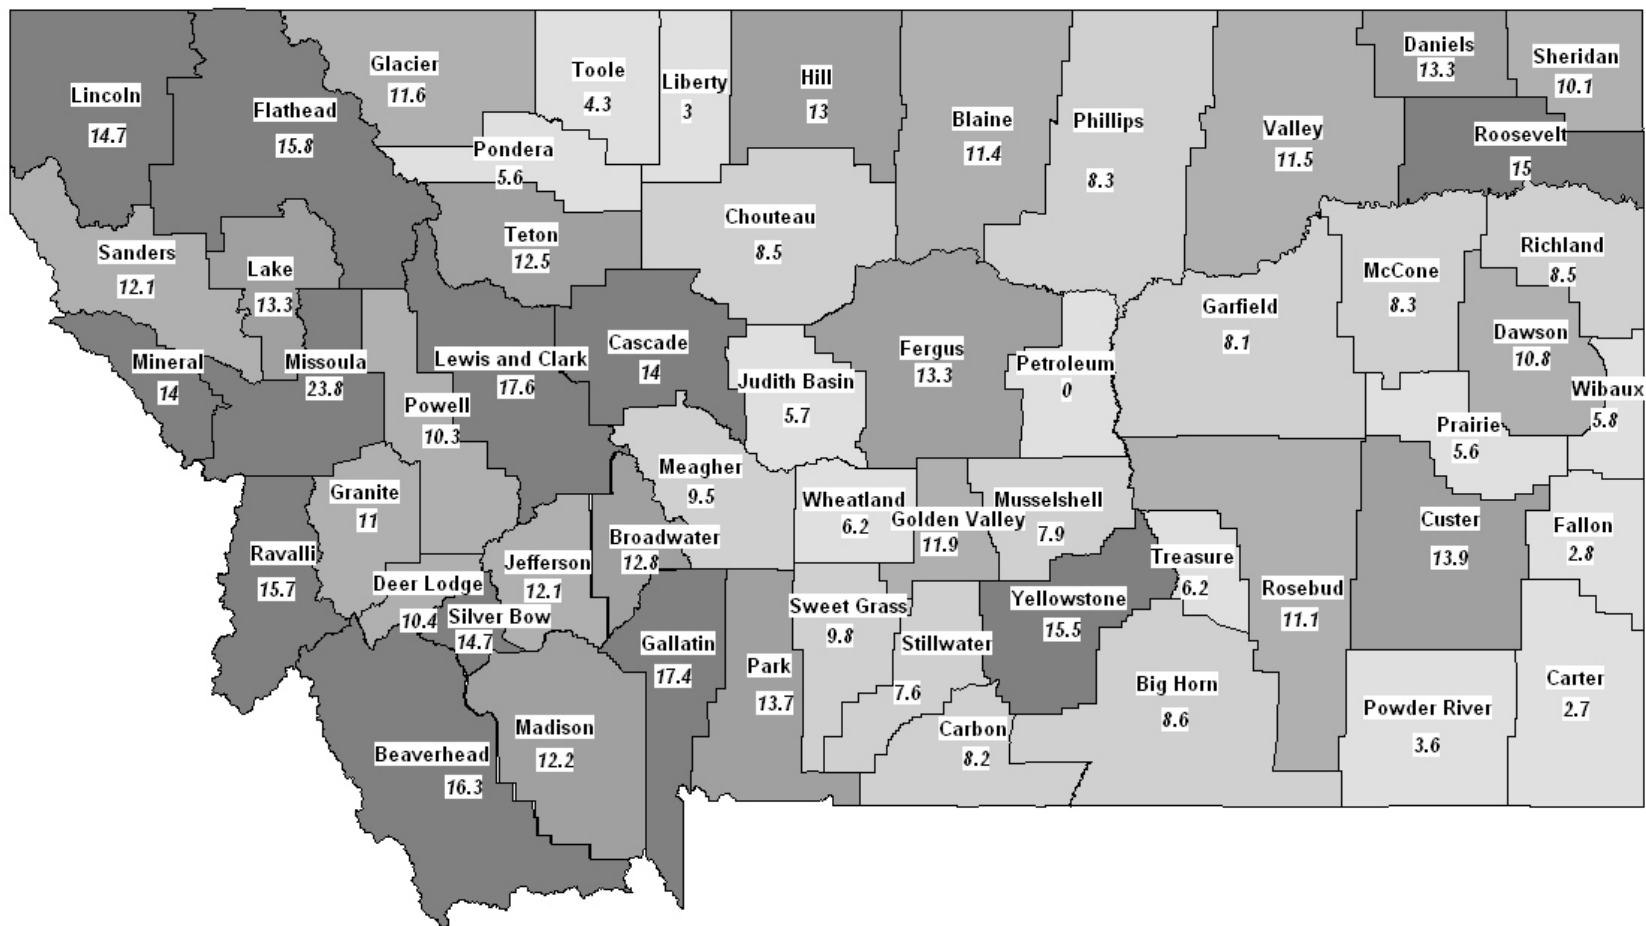 Lincoln
14.7
Flathead
15.8
Glacier
11.6
Toole
4.3
Liberty
3
Hill
13
Blaine
11.4
Phillips
8.3
Valley
11.5
Daniels
13.3
Sheridan
10.1
Roosevelt
15
Pondera
5.6
Teton
12.5
Chouteau
8.5
Sanders
12.1
Lake
13.3
Richland
8.5
McCone
8.3
Garfield
8.1
Dawson
10.8
Mineral
14
Missoula
23.8
Lewis and Clark
17.6
Cascade
14
Judith Basin
5.7
Fergus
13.3
Petroleum
0
Wibaux
5.8
Prairie
5.6
Powell
10.3
Granite
11
Meagher
9.5
Wheatland
6.2
Golden Valley
11.9
Musselshell
7.9
Custer
13.9
Fallon
2.8
Ravalli
15.7
Deer Lodge
10.4
Jefferson
12.1
Broadwater
12.8
Silver Bow
14.7
Treasure
6.2
Rosebud
11.1
Yellowstone
15.5
Sweet Grass
9.8
Stillwater
7.6
Gallatin
17.4
Park
13.7
Big Horn
8.6
Carbon
8.2
Powder River
3.6
Carter
2.7
Madison
12.2
Beaverhead
16.3